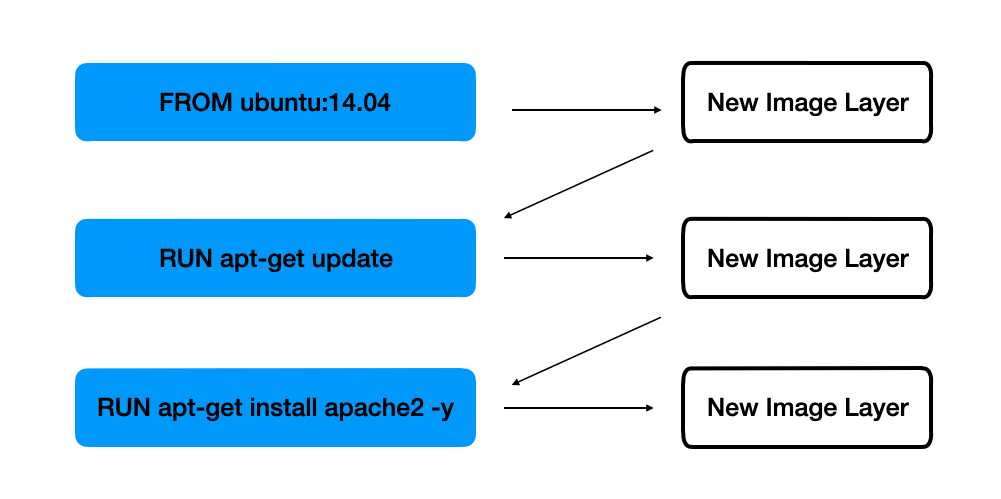 FROM ubuntu:14.04
New Image Layer
RUN apt-get update
New Image Layer
RUN apt-get install apache2 -y
New Image Layer